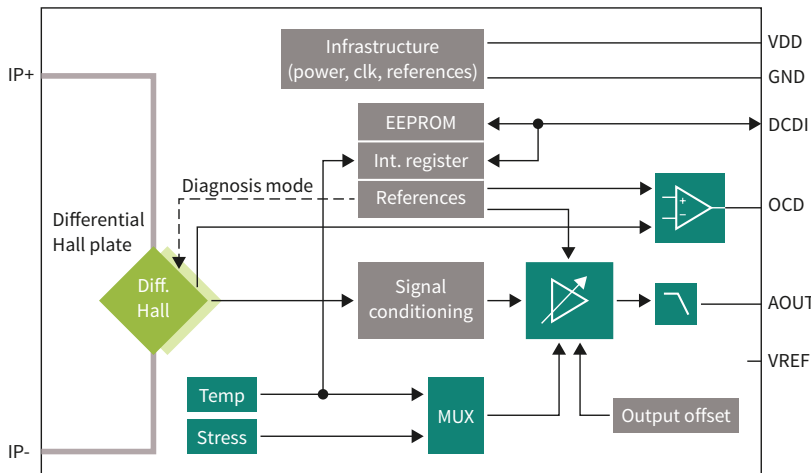 Infrastructure
(power, clk, references)
VDD
IP+
GND
EEPROM
DCDI
Int. register
Diagnosis mode
References
OCD
+
−
Differential
Hall plate
Diff.
Hall
Signal
conditioning
AOUT
VREF
Temp
MUX
Output offset
Stress
IP-